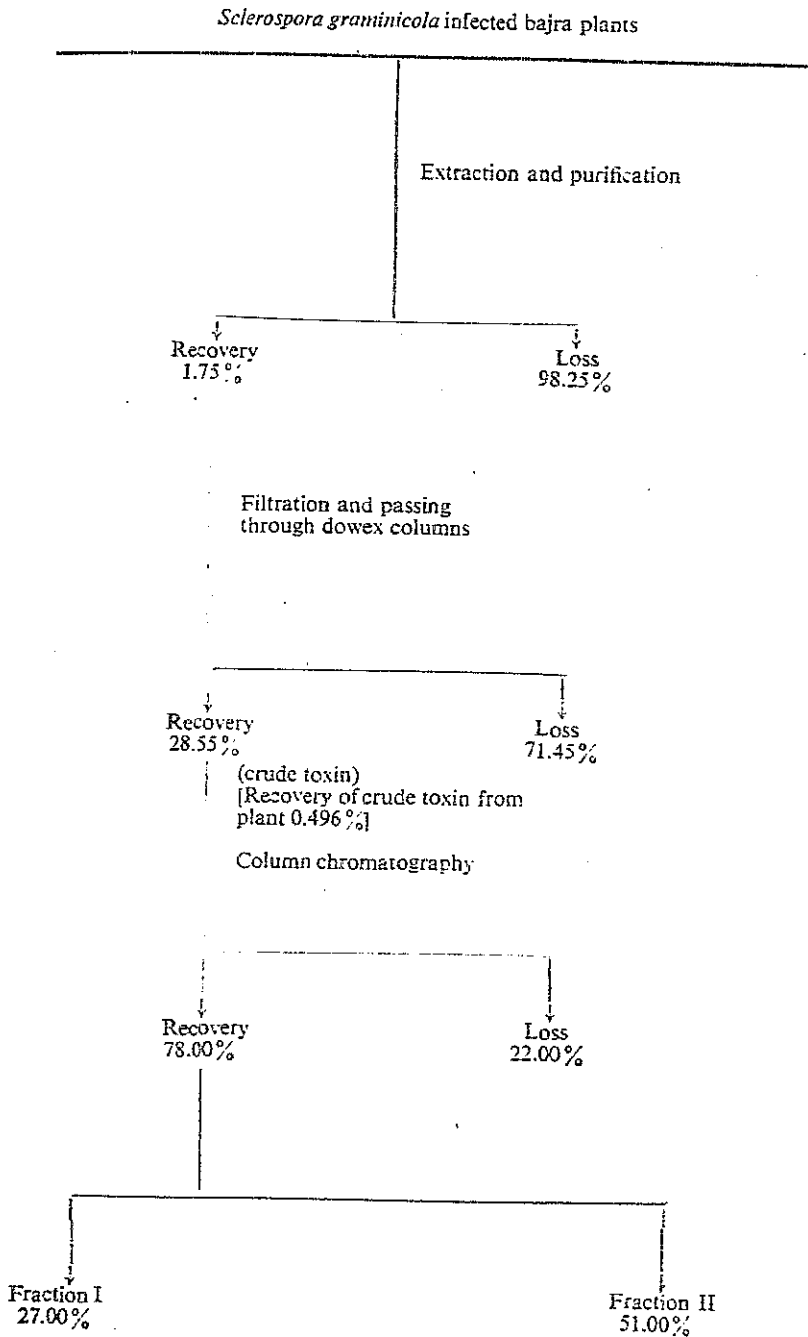 Sclerospora graminicola infected bajra plants
Extraction and purification
Recovery
1.75%
Loss
98.25%
Filtration and passing
through dowex columns
Recovery
28.55%
Loss
71.45%
(crude toxin)
[Recovery of crude toxin from
plant 0.496%]
Column chromatography
Recovery
78.00%
Loss
22.00%
Fraction I
27.00%
Fraction II
51.00%